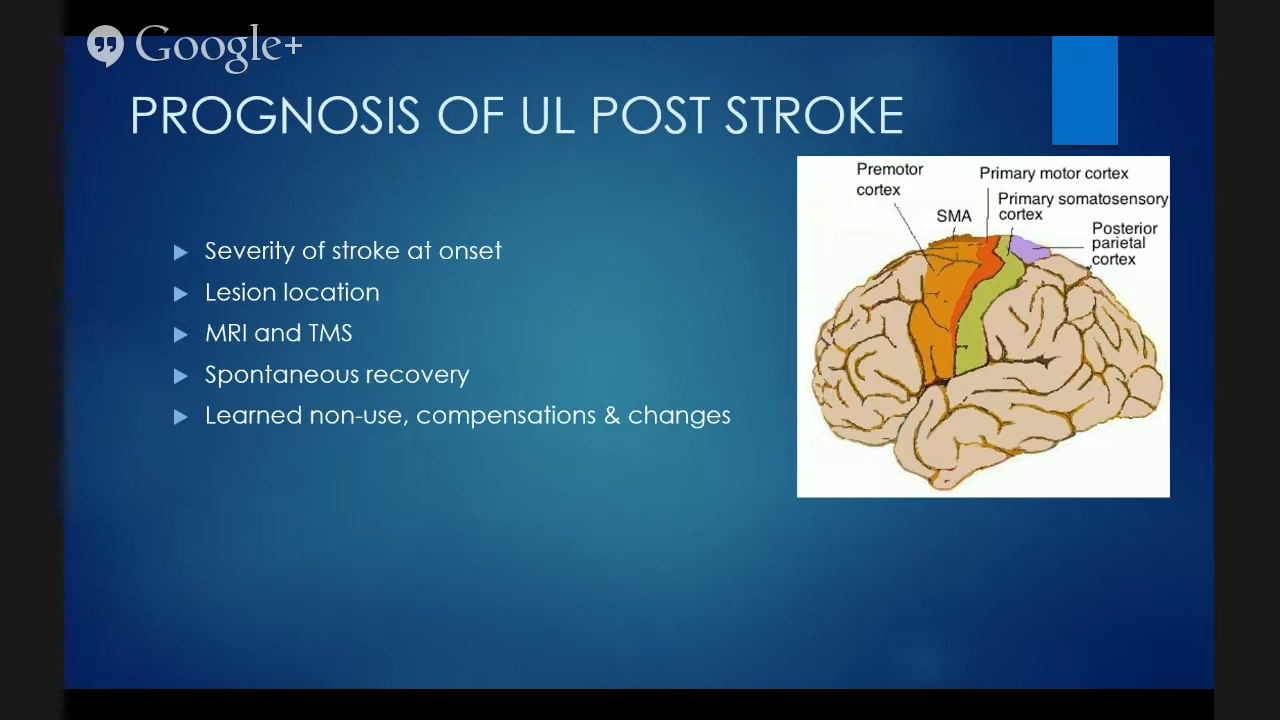 Google+
PROGNOSIS OF UL POST STROKE
Severity of stroke at onset
Lesion location
MRI and TMS
Spontaneous recovery
Learned non-use, compensations & changes
Premotor
cortex
Primary motor cortex
SMA
Primary somatosensory
cortex
Posterior
parietal
cortex